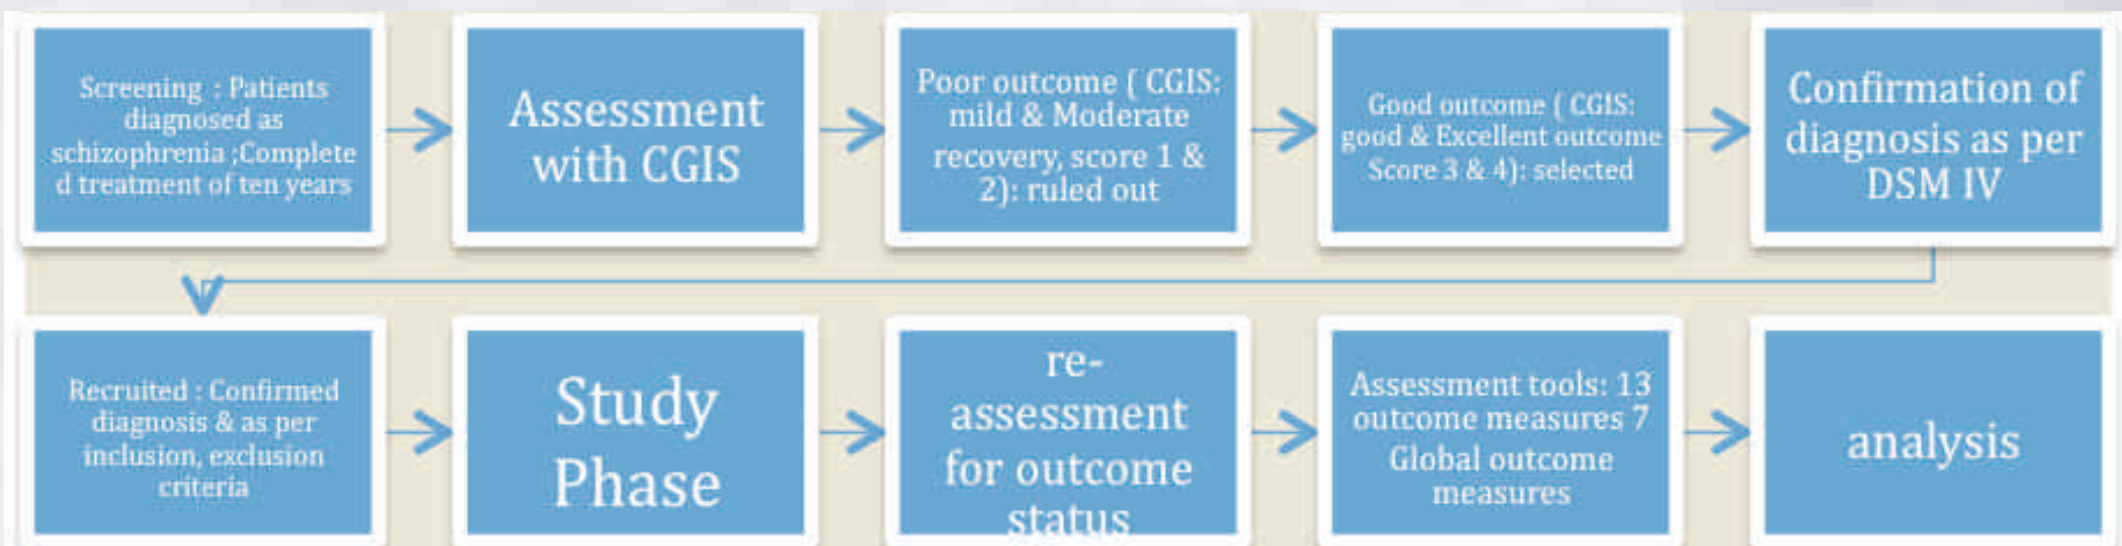 Screening : Patients
diagnosed as
schizophrenia ;Complete
d treatment of ten years
Assessment
with CGIS
Poor outcome ( CGIS:
mild & Moderate
recovery, score 1 &
2): ruled out
Good outcome ( CGIS:
good & Excellent outcome
Score 3 & 4): selected
Confirmation of
diagnosis as per
DSM IV
Recruited : Confirmed
diagnosis & as per
inclusion, exclusion
criteria
Study
Phase
re-
assessment
for outcome
status
Assessment tools: 13
outcome measures 7
Global outcome
measures
analysis